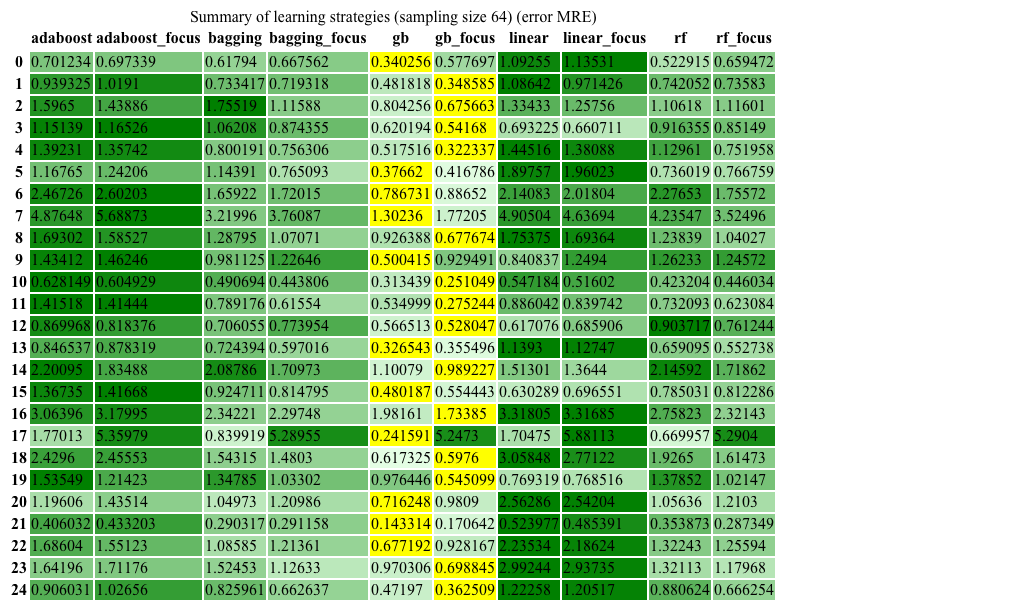 Summary of learning strategies (sampling size 64) (error MRE)
adaboost adaboost_focus bagging bagging_focus gb gb_focus linear linear_focus rf rf_focus
0 0.701234 0.697339 0.61794 0.667562 0.340256 0.577697 1.09255 1.13531 0.522915 0.659472
1 0.939325 1.0191 0.733417 0.719318 0.481818 0.348585 1.08642 0.971426 0.742052 0.73583
2 1.5965 1.43886 1.75519 1.11588 0.804256 0.675663 1.33433 1.25756 1.10618 1.11601
3 1.15139 1.16526 1.06208 0.874355 0.620194 0.54168 0.693225 0.660711 0.916355 0.85149
4 1.39231 1.35742 0.800191 0.756306 0.517516 0.322337 1.44516 1.38088 1.12961 0.751958
5 1.16765 1.24206 1.14391 0.765093 0.37662 0.416786 1.89757 1.96023 0.736019 0.766759
6 2.46726 2.60203 1.65922 1.72015 0.786731 0.88652 2.14083 2.01804 2.27653 1.75572
7 4.87648 5.68873 3.21996 3.76087 1.30236 1.77205 4.90504 4.63694 4.23547 3.52496
8 1.69302 1.58527 1.28795 1.07071 0.926388 0.677674 1.75375 1.69364 1.23839 1.04027
9 1.43412 1.46246 0.981125 1.22646 0.500415 0.929491 0.840837 1.2494 1.26233 1.24572
10 0.628149 0.604929 0.490694 0.443806 0.313439 0.251049 0.547184 0.51602 0.423204 0.446034
11 1.41518 1.41444 0.789176 0.61554 0.534999 0.275244 0.886042 0.839742 0.732093 0.623084
12 0.869968 0.818376 0.706055 0.773954 0.566513 0.528047 0.617076 0.685906 0.903717 0.761244
13 0.846537 0.878319 0.724394 0.597016 0.326543 0.355496 1.1393 1.12747 0.659095 0.552738
14 2.20095 1.83488 2.08786 1.70973 1.10079 0.989227 1.51301 1.3644 2.14592 1.71862
15 1.36735 1.41668 0.924711 0.814795 0.480187 0.554443 0.630289 0.696551 0.785031 0.812286
16 3.06396 3.17995 2.34221 2.29748 1.98161 1.73385 3.31805 3.31685 2.75823 2.32143
17 1.77013 5.35979 0.839919 5.28955 0.241591 5.2473 1.70475 5.88113 0.669957 5.2904
18 2.4296 2.45553 1.54315 1.4803 0.617325 0.5976 3.05848 2.77122 1.9265 1.61473
19 1.53549 1.21423 1.34785 1.03302 0.976446 0.545099 0.769319 0.768516 1.37852 1.02147
20 1.19606 1.43514 1.04973 1.20986 0.716248 0.9809 2.56286 2.54204 1.05636 1.2103
21 0.406032 0.433203 0.290317 0.291158 0.143314 0.170642 0.523977 0.485391 0.353873 0.287349
22 1.68604 1.55123 1.08585 1.21361 0.677192 0.928167 2.23534 2.18624 1.32243 1.25594
23 1.64196 1.71176 1.52453 1.12633 0.970306 0.698845 2.99244 2.93735 1.32113 1.17968
24 0.906031 1.02656 0.825961 0.662637 0.47197 0.362509 1.22258 1.20517 0.880624 0.666254